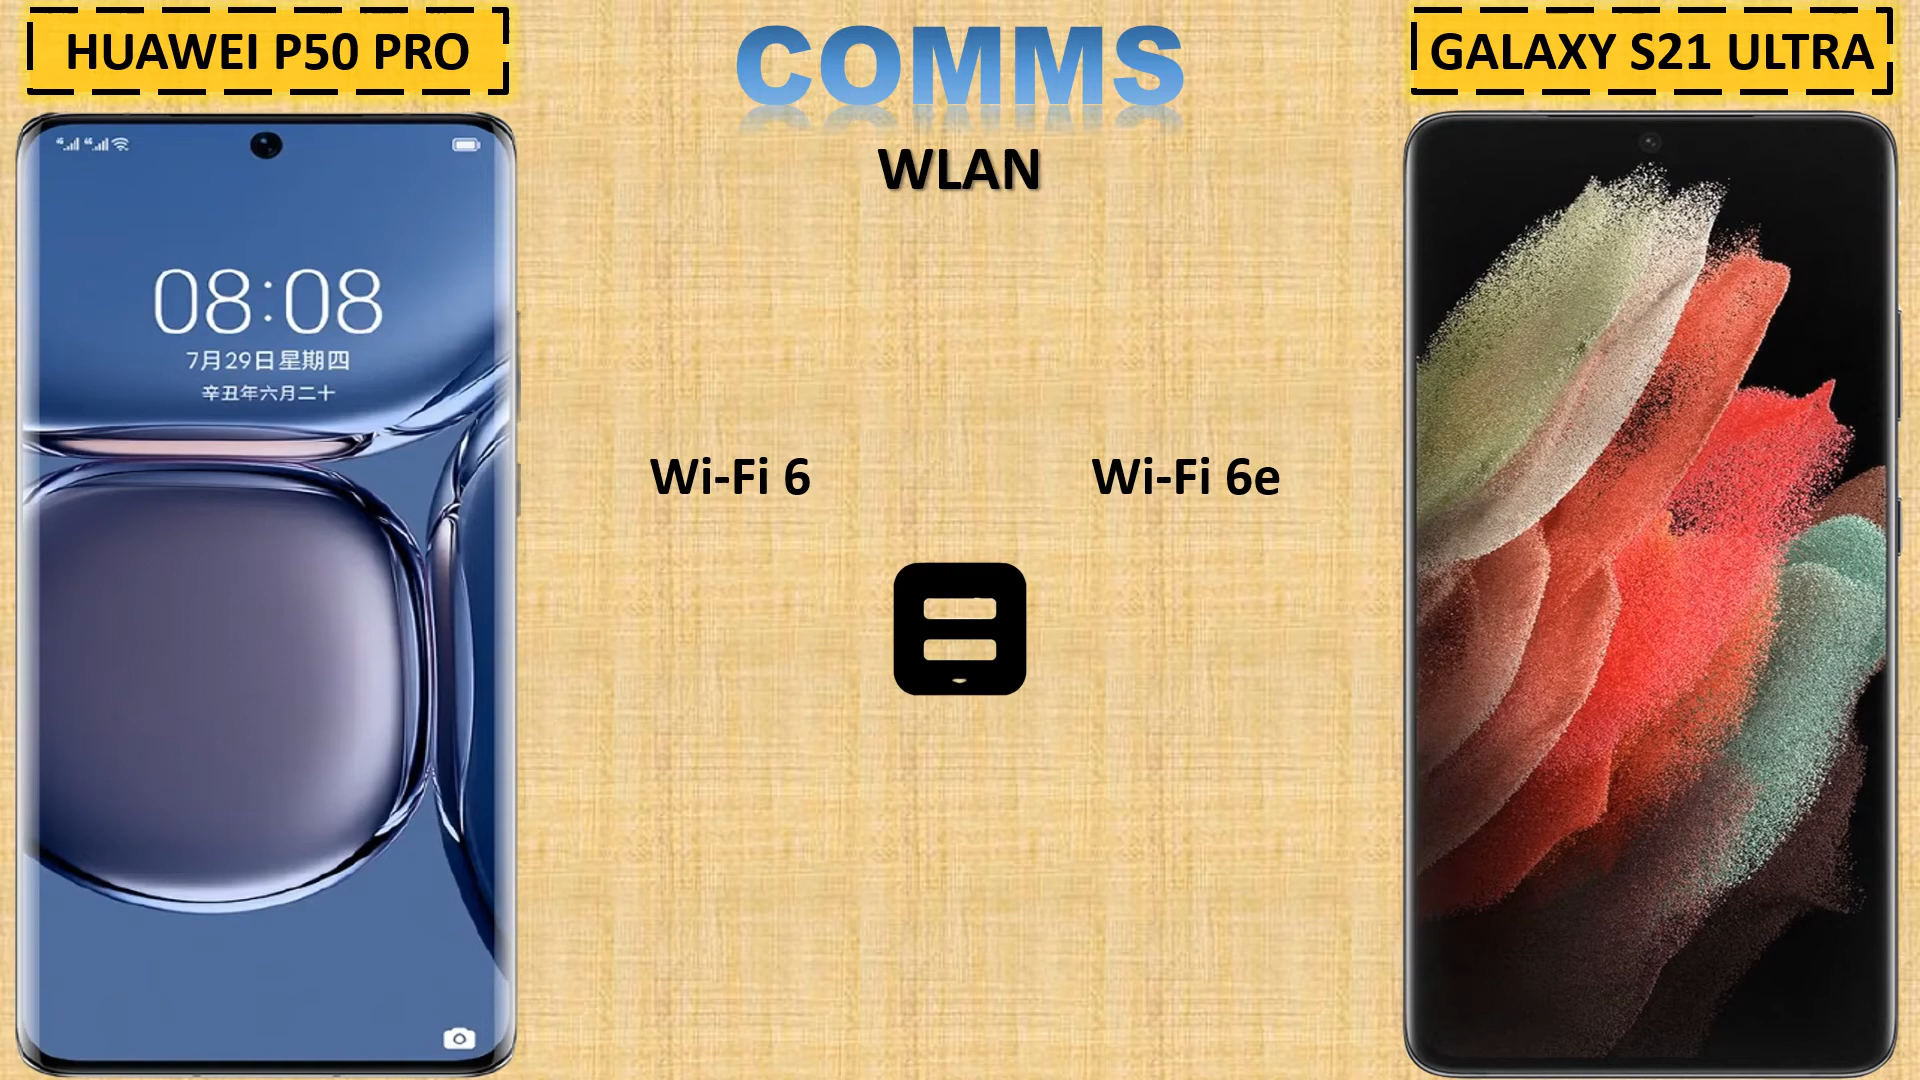 HUAWEI P50 PRO
COMMS
GALAXY S21 ULTRA
WLAN
08:08
7月29日星期四
辛丑年六月二十
Wi-Fi 6
Wi-Fi 6e